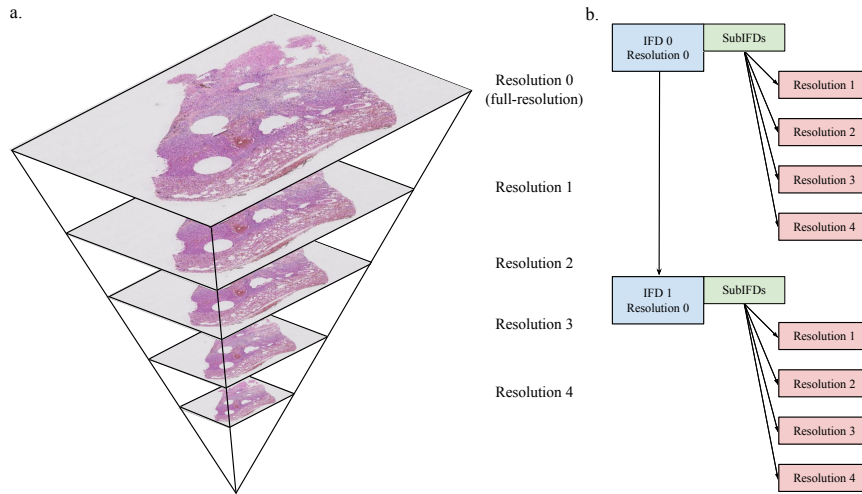 a.
Resolution 0
(full-resolution)
Resolution 1
Resolution 2
Resolution 3
Resolution 4
b.
IFD 0
Resolution 0
SubIFDs
Resolution 1
Resolution 2
Resolution 3
Resolution 4
IFD 1
Resolution 0
SubIFDs
Resolution 1
Resolution 2
Resolution 3
Resolution 4